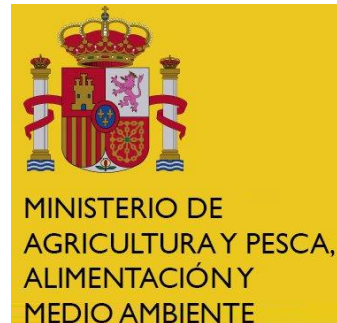 MINISTERIO DE
AGRICULTURA Y PESCA,
ALIMENTACIÓN Y
MEDIO AMBIENTE